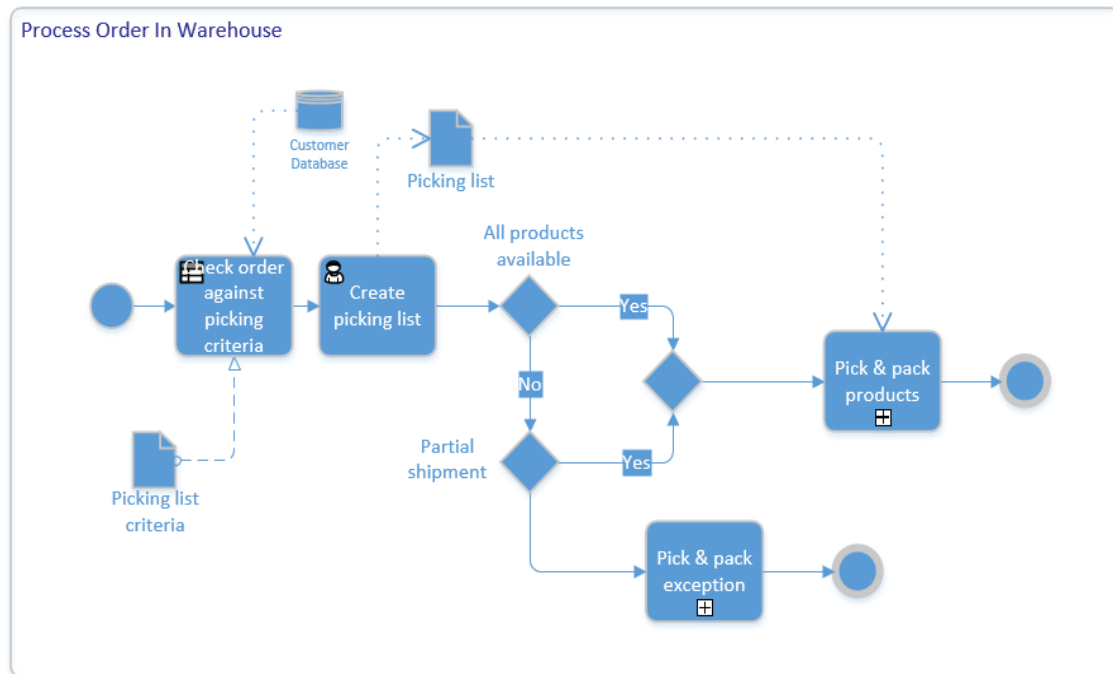 Process Order In Warehouse
Customer
Database
Picking list
All products
available
Check order
against
picking
criteria
Create
picking list
Yes
No
Pick & pack
products
Partial
shipment
Yes
Picking list
criteria
Pick & pack
exception